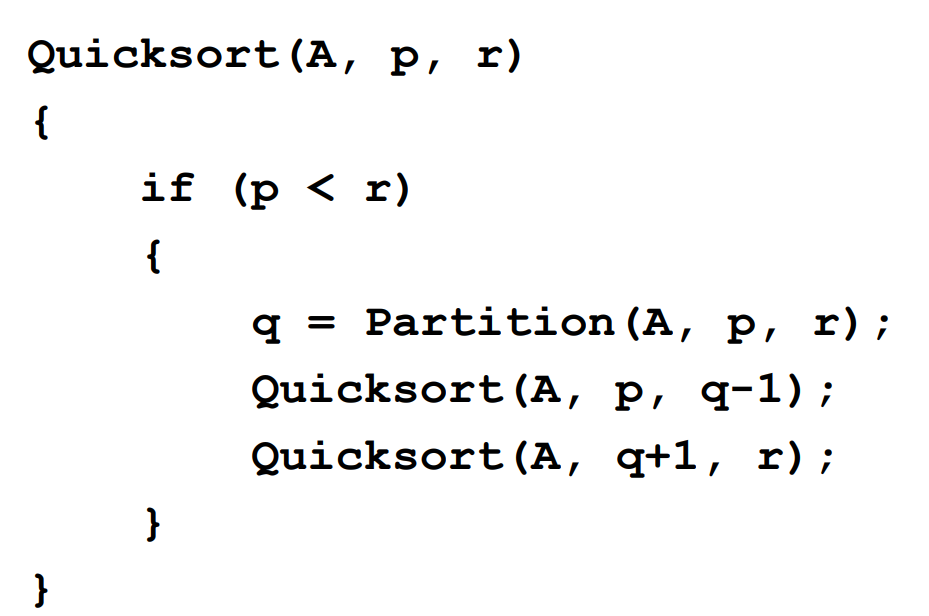 Quicksort(A, p, r)
{
if (p < r)
{
q = Partition(A, p, r);
Quicksort(A, p, q-1);
Quicksort(A, q+1, r);
}
}